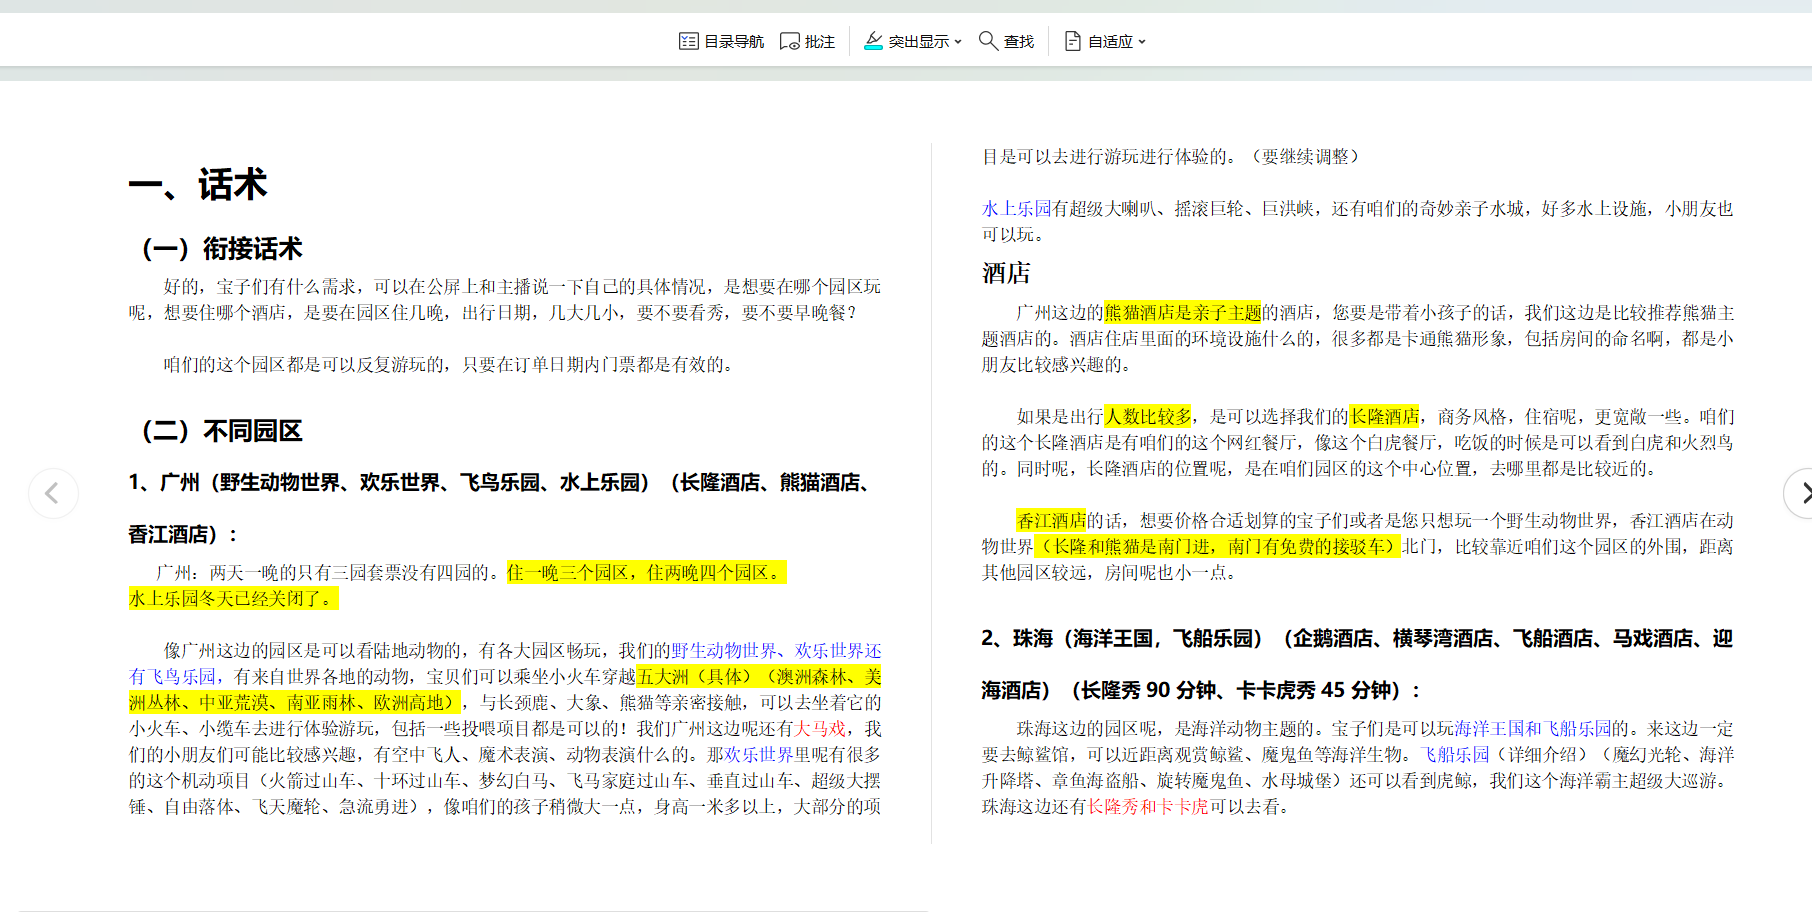 目录导航 批注 突出显示 查找 自适应
一、话术
（一）衔接话术
好的，宝子们有什么需求，可以在公屏上和主播说一下自己的具体情况，是想要在哪个园区玩
呢，想要住哪个酒店，是要在园区住几晚，出行日期，几大几小，要不要看秀，要不要早晚餐？
咱们的这个园区都是可以反复游玩的，只要在订单日期内门票都是有效的。
（二）不同园区
1、广州（野生动物世界、欢乐世界、飞鸟乐园、水上乐园）（长隆酒店、熊猫酒店、
香江酒店）：
广州：两天一晚的只有三园套票没有四园的。住一晚三个园区，住两晚四个园区。
水上乐园冬天已经关闭了。
像广州这边的园区是可以看陆地动物的，有各大园区畅玩，我们的野生动物世界、欢乐世界还
有飞鸟乐园，有来自世界各地的动物，宝贝们可以乘坐小火车穿越五大洲（具体）（澳洲森林、美
洲丛林、中亚荒漠、南亚雨林、欧洲高地），与长颈鹿、大象、熊猫等亲密接触，可以去坐着它的
小火车、小缆车去进行体验游玩，包括一些投喂项目都是可以的！我们广州这边呢还有大马戏，我
们的小朋友们可能比较感兴趣，有空中飞人、魔术表演、动物表演什么的。那欢乐世界里呢有很多
的这个机动项目（火箭过山车、十环过山车、梦幻白马、飞马家庭过山车、垂直过山车、超级大摆
锤、自由落体、飞天魔轮、急流勇进），像咱们的孩子稍微大一点，身高一米多以上，大部分的项
目是可以去进行游玩进行体验的。（要继续调整）
水上乐园有超级大喇叭、摇滚巨轮、巨洪峡，还有咱们的奇妙亲子水城，好多水上设施，小朋友也
可以玩。
酒店
广州这边的熊猫酒店是亲子主题的酒店，您要是带着小孩子的话，我们这边是比较推荐熊猫主
题酒店的。酒店住店里面的环境设施什么的，很多都是卡通熊猫形象，包括房间的命名啊，都是小
朋友比较感兴趣的。
如果是出行人数比较多，是可以选择我们的长隆酒店，商务风格，住宿呢，更宽敞一些。咱们
的这个长隆酒店是有咱们的这个网红餐厅，像这个白虎餐厅，吃饭的时候是可以看到白虎和火烈鸟
的。同时呢，长隆酒店的位置呢，是在咱们园区的这个中心位置，去哪里都是比较近的。
香江酒店的话，想要价格合适划算的宝子们或者是您只想玩一个野生动物世界，香江酒店在动
物世界（长隆和熊猫是南门进，南门有免费的接驳车）北门，比较靠近咱们这个园区的外围，距离
其他园区较远，房间呢也小一点。
2、珠海（海洋王国，飞船乐园）（企鹅酒店、横琴湾酒店、飞船酒店、马戏酒店、迎
海酒店）（长隆秀 90 分钟、卡卡虎秀 45 分钟）：
珠海这边的园区呢，是海洋动物主题的。宝子们是可以玩海洋王国和飞船乐园的。来这边一定
要去鲸鲨馆，可以近距离观赏鲸鲨、魔鬼鱼等海洋生物。飞船乐园（详细介绍）（魔幻光轮、海洋
升降塔、章鱼海盗船、旋转魔鬼鱼、水母城堡）还可以看到虎鲸，我们这个海洋霸主超级大巡游。
珠海这边还有长隆秀和卡卡虎可以去看。